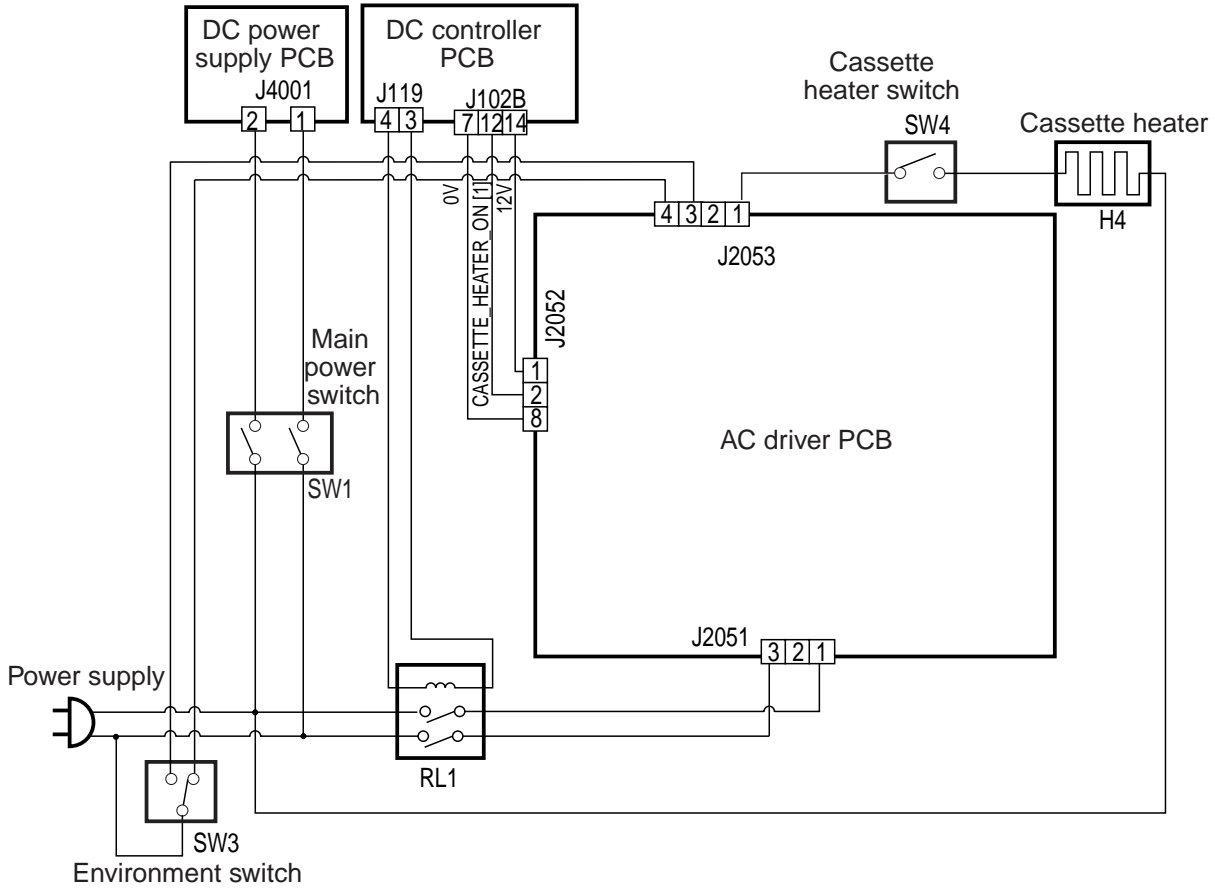 DC power
supply PCB
J4001
2 1
DC controller
PCB
J119
J102B
4 3
7 12 14
Cassette
heater switch
SW4
Cassette heater
H4
0V
CASSETTE_HEATER_ON [1]
12V
4 3 2 1
J2053
J2052
1
2
8
Main
power
switch
SW1
AC driver PCB
J2051
3 2 1
Power supply
RL1
SW3
Environment switch